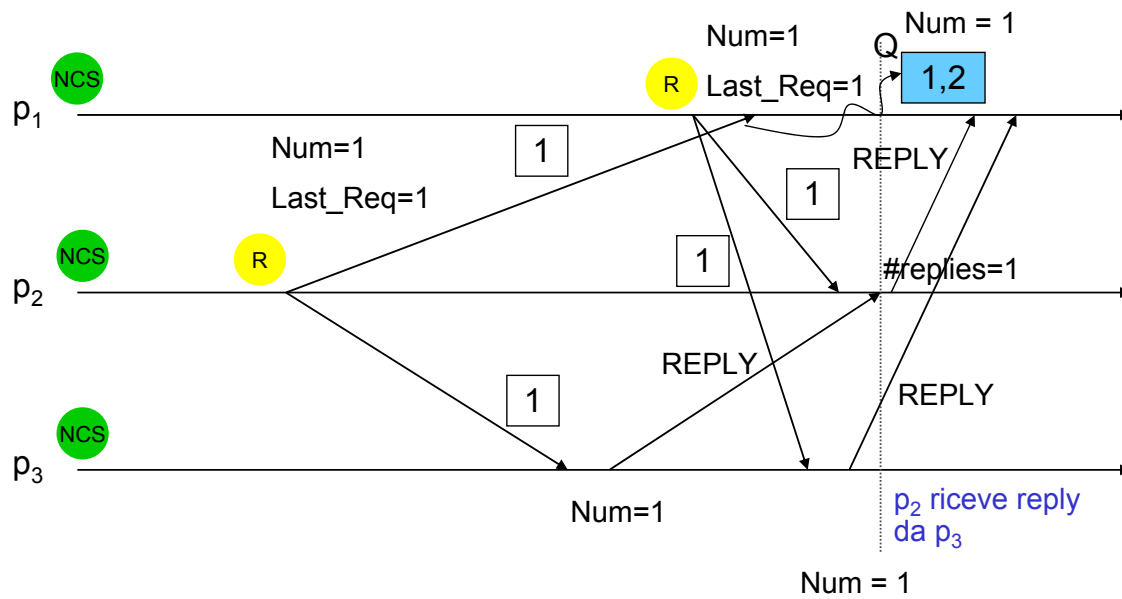 Num = 1
Num=1
Q
NCS
R
Last_Req=1
1,2
p1
Num=1
1
REPLY
Last_Req=1
1
NCS
R
1
#replies=1
p2
REPLY
1
REPLY
NCS
p3
Num=1
p2 riceve reply
da p3
Num = 1